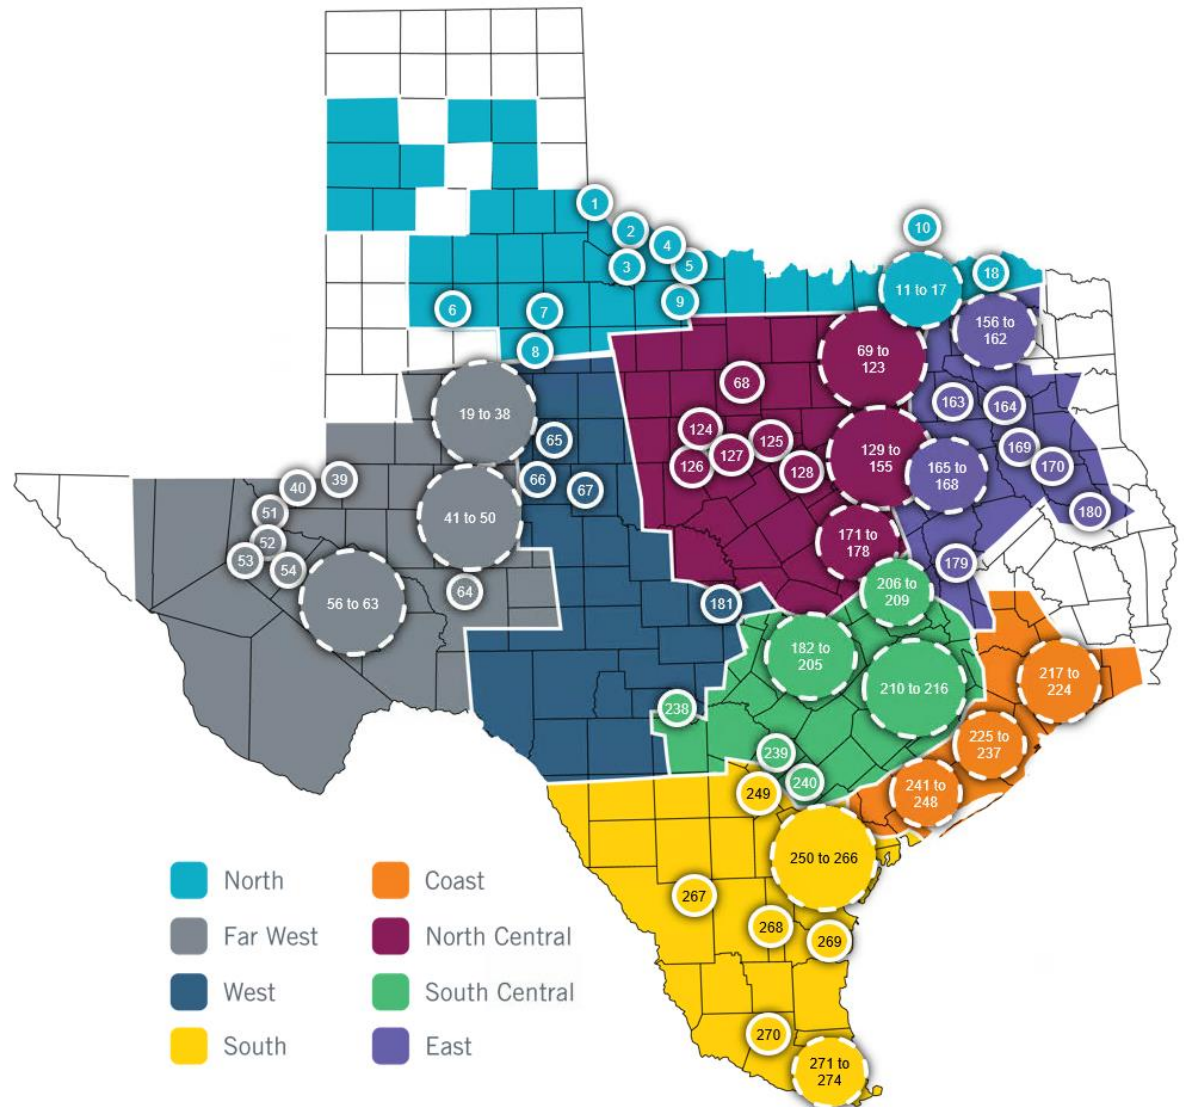 1
10
2
4
5
3
18
11 to 17
9
6
7
156 to
162
8
69 to
123
68
163
164
19 to 38
124
65
125
169
127
129 to
155
126
170
128
165 to
168
39
66
40
67
180
51
41 to 50
52
171 to
178
53
179
54
206 to
209
64
56 to 63
181
182 to
205
217 to
224
210 to 216
238
225 to
237
239
240
249
241 to
248
250 to 266
North
Coast
267
268
Far West
North Central
269
West
South Central
270
South
East
271 to
274